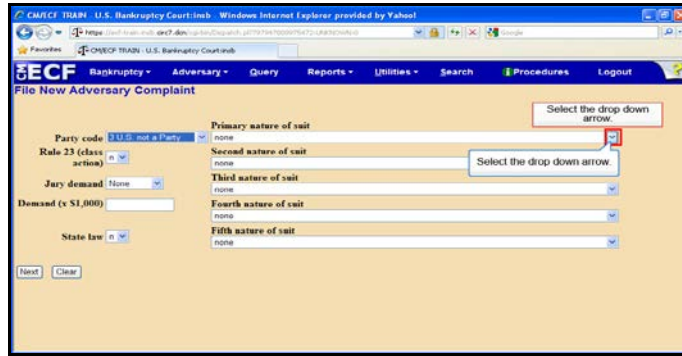 CM/ECF TRAIN - U.S. Bankruptcy Court:insb - Windows Internet Explorer provided by Yahoo!
Google
Favorites CM/ECF TRAIN - U.S. Bankruptcy Court:insb
ECF Bankruptcy Adversary Query Reports Utilities Search Procedures Logout
File New Adversary Complaint
Select the drop down
arrow.
Primary nature of suit
Party code 3 U.S. not a Party none
Rule 23 (class
action) n
Second nature of suit
none
Select the drop down arrow.
Third nature of suit
Jury demand None none
Demand (x $1,000) Fourth nature of suit
none
Fifth nature of suit
State law n none
Next Clear